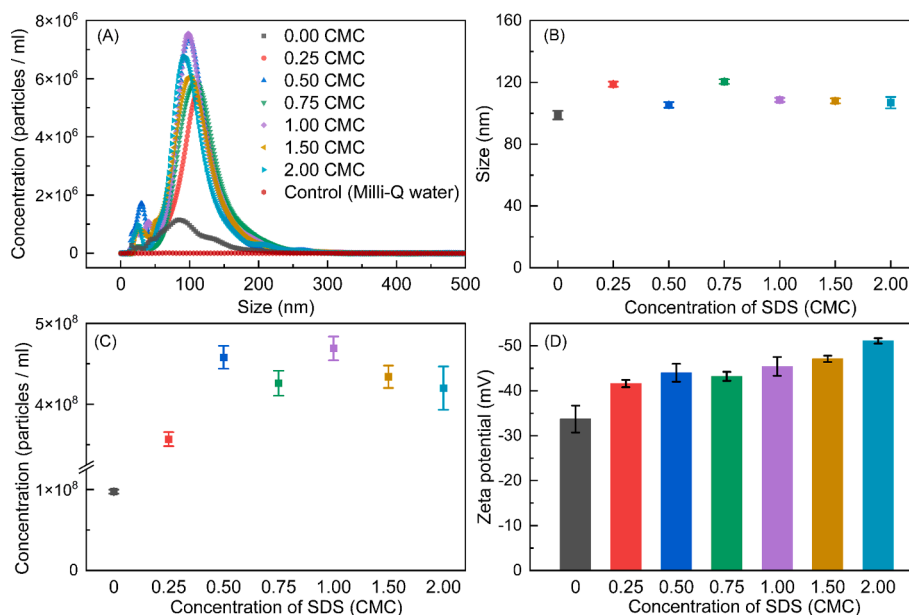 (A)
8×10⁶
6×10⁶
4×10⁶
2×10⁶
0
Concentration (particles / ml)
0.00 CMC
0.25 CMC
0.50 CMC
0.75 CMC
1.00 CMC
1.50 CMC
2.00 CMC
Control (Milli-Q water)
0 100 200 300 400 500
Size (nm)
(B)
160
120
100
80
60
Size (nm)
0 0.25 0.50 0.75 1.00 1.50 2.00
Concentration of SDS (CMC)
(C)
5×10⁸
4×10⁸
1×10⁸
Concentration (particles / ml)
0 0.25 0.50 0.75 1.00 1.50 2.00
Concentration of SDS (CMC)
(D)
-50
-40
-30
-20
-10
0
Zeta potential (mV)
0 0.25 0.50 0.75 1.00 1.50 2.00
Concentration of SDS (CMC)